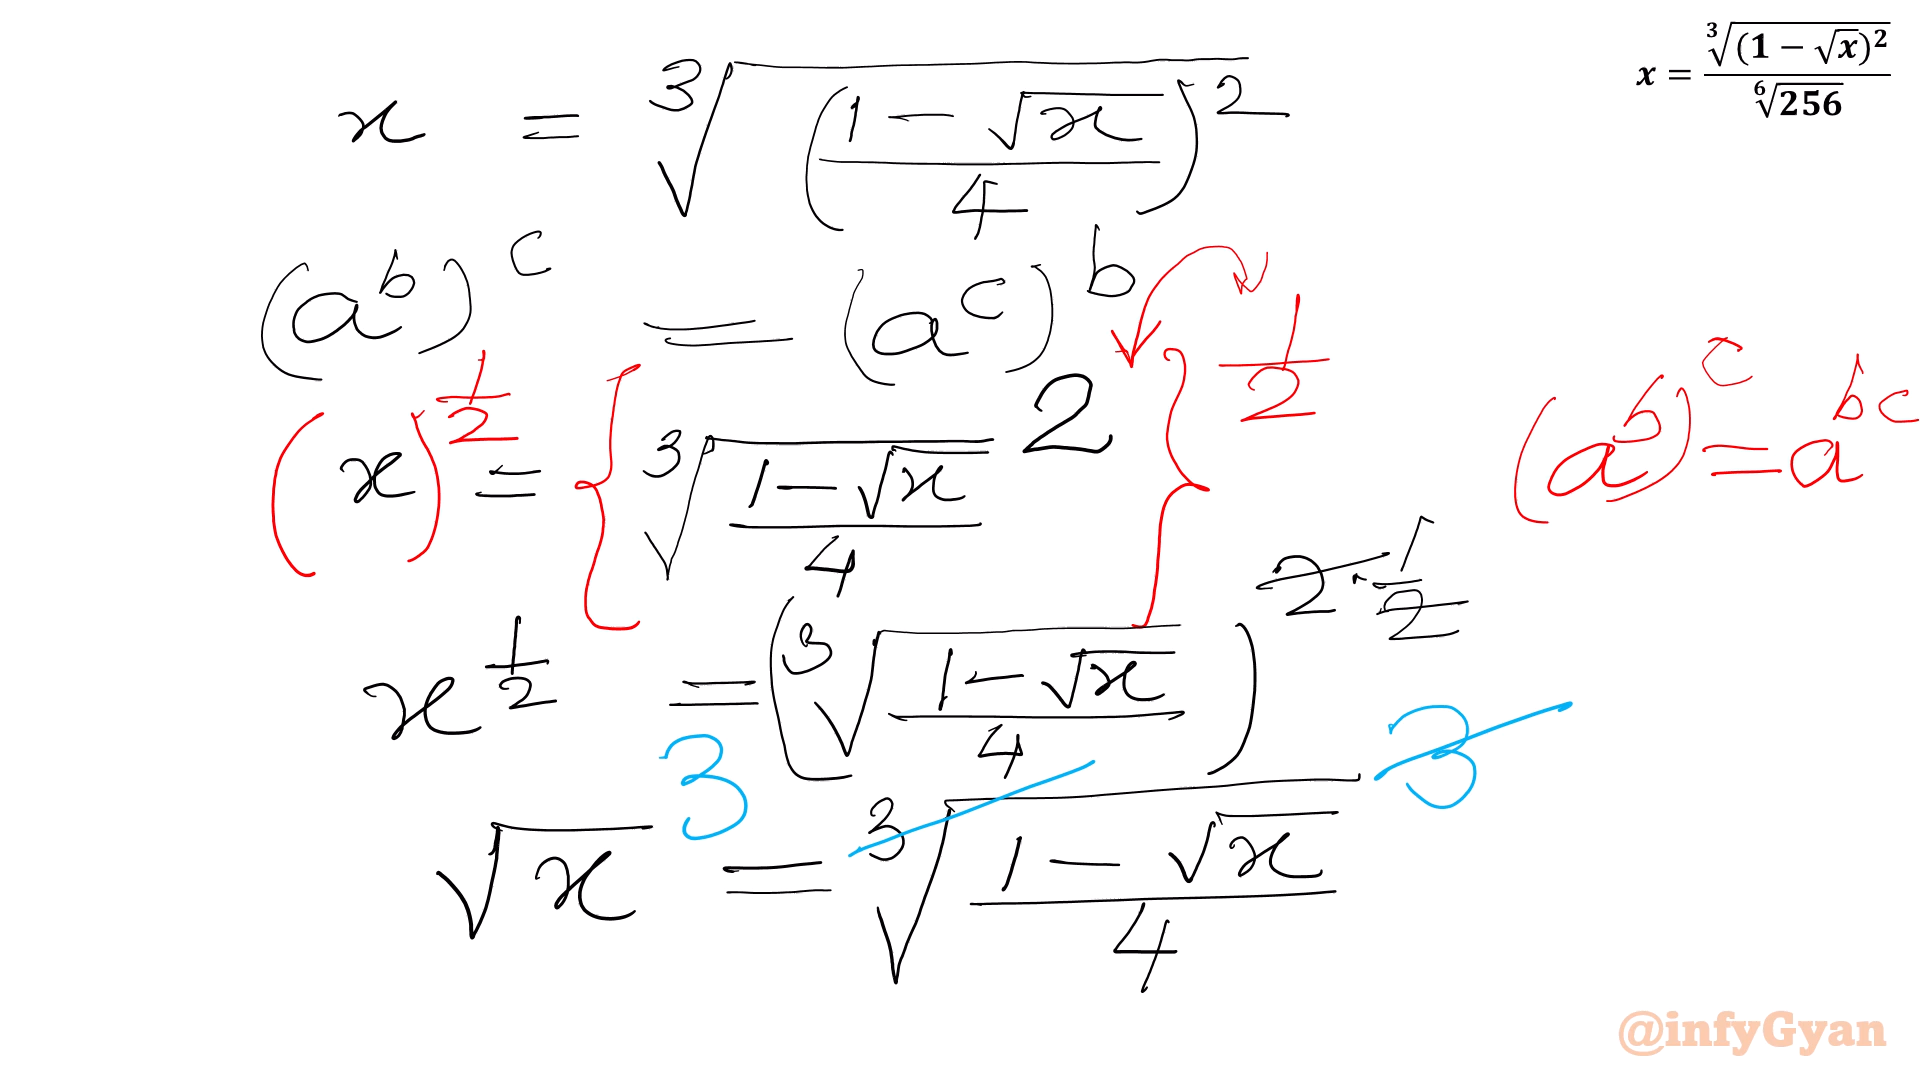 x = ∛((1 − √x)²) / ⁶√256
x = ∛(((1 − √x)/4)²)
(a^b)^c = (a^c)^b
(x)^(1/2) = {∛((1 − √x)/4) ²}^(1/2)
(a^b)^c = a^bc
x^(1/2) = (∛((1 − √x)/4))^(2 · 1/2)
√x ³ = ∛((1 − √x)/4) ³
@infyGyan